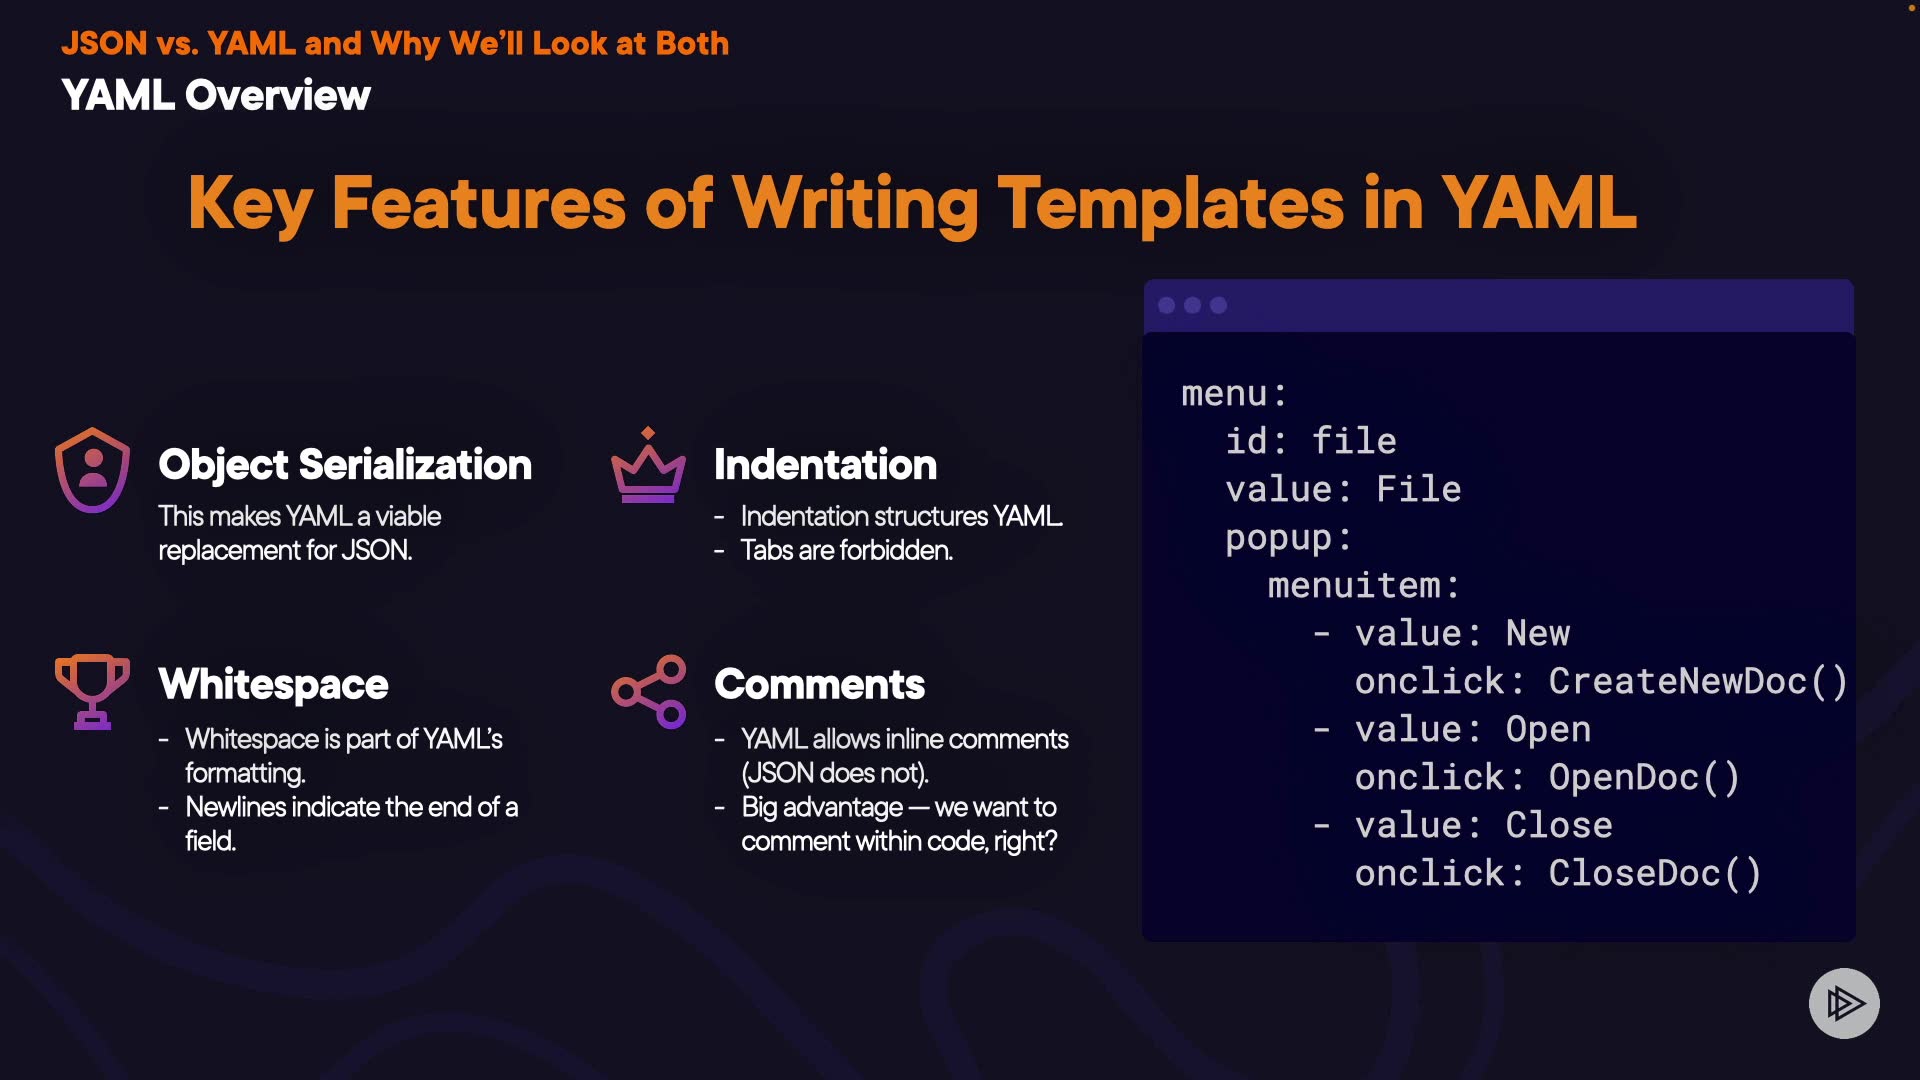 JSON vs. YAML and Why We'll Look at Both
YAML Overview
Key Features of Writing Templates in YAML
Object Serialization
This makes YAML a viable
replacement for JSON.
Indentation
- Indentation structures YAML.
- Tabs are forbidden.
Whitespace
- Whitespace is part of YAML's
formatting.
- Newlines indicate the end of a
field.
Comments
- YAML allows inline comments
(JSON does not).
- Big advantage — we want to
comment within code, right?
menu:
  id: file
  value: File
  popup:
    menuitem:
      - value: New
        onclick: CreateNewDoc()
      - value: Open
        onclick: OpenDoc()
      - value: Close
        onclick: CloseDoc()